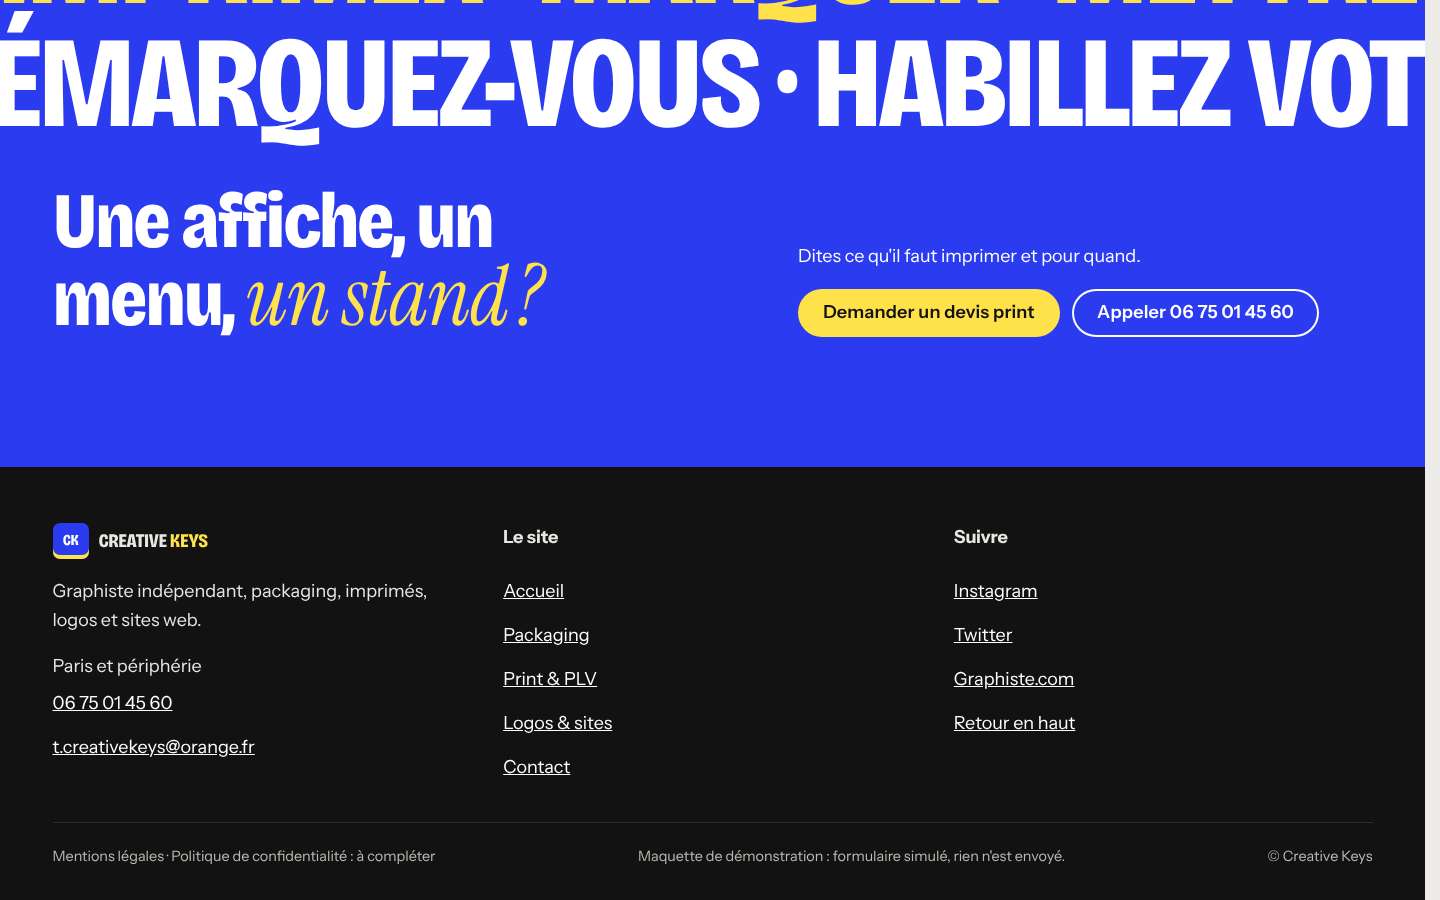 ÉMARQUEZ-VOUS · HABILLEZ VOT
Une affiche, un
menu, un stand ?
Dites ce qu'il faut imprimer et pour quand.
Demander un devis print
Appeler 06 75 01 45 60
CK CREATIVE KEYS
Graphiste indépendant, packaging, imprimés,
logos et sites web.
Paris et périphérie
06 75 01 45 60
t.creativekeys@orange.fr
Le site
Accueil
Packaging
Print & PLV
Logos & sites
Contact
Suivre
Instagram
Twitter
Graphiste.com
Retour en haut
Mentions légales · Politique de confidentialité : à compléter
Maquette de démonstration : formulaire simulé, rien n'est envoyé.
© Creative Keys